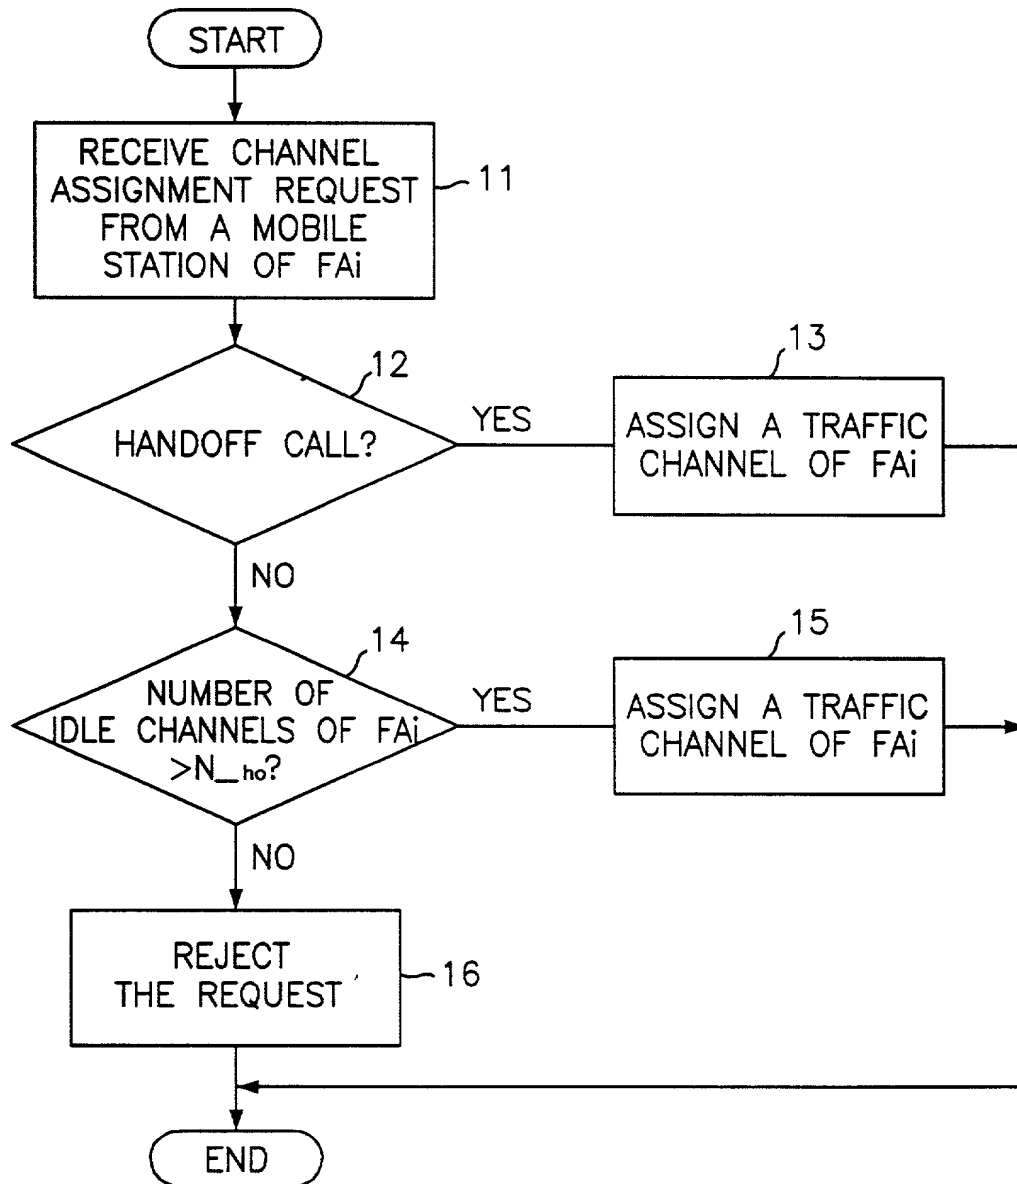 START
RECEIVE CHANNEL
ASSIGNMENT REQUEST
FROM A MOBILE
STATION OF FAi
11
12
HANDOFF CALL?
YES
13
ASSIGN A TRAFFIC
CHANNEL OF FAi
NO
14
NUMBER OF
IDLE CHANNELS OF FAi
>N_ho?
YES
15
ASSIGN A TRAFFIC
CHANNEL OF FAi
NO
REJECT
THE REQUEST
16
END